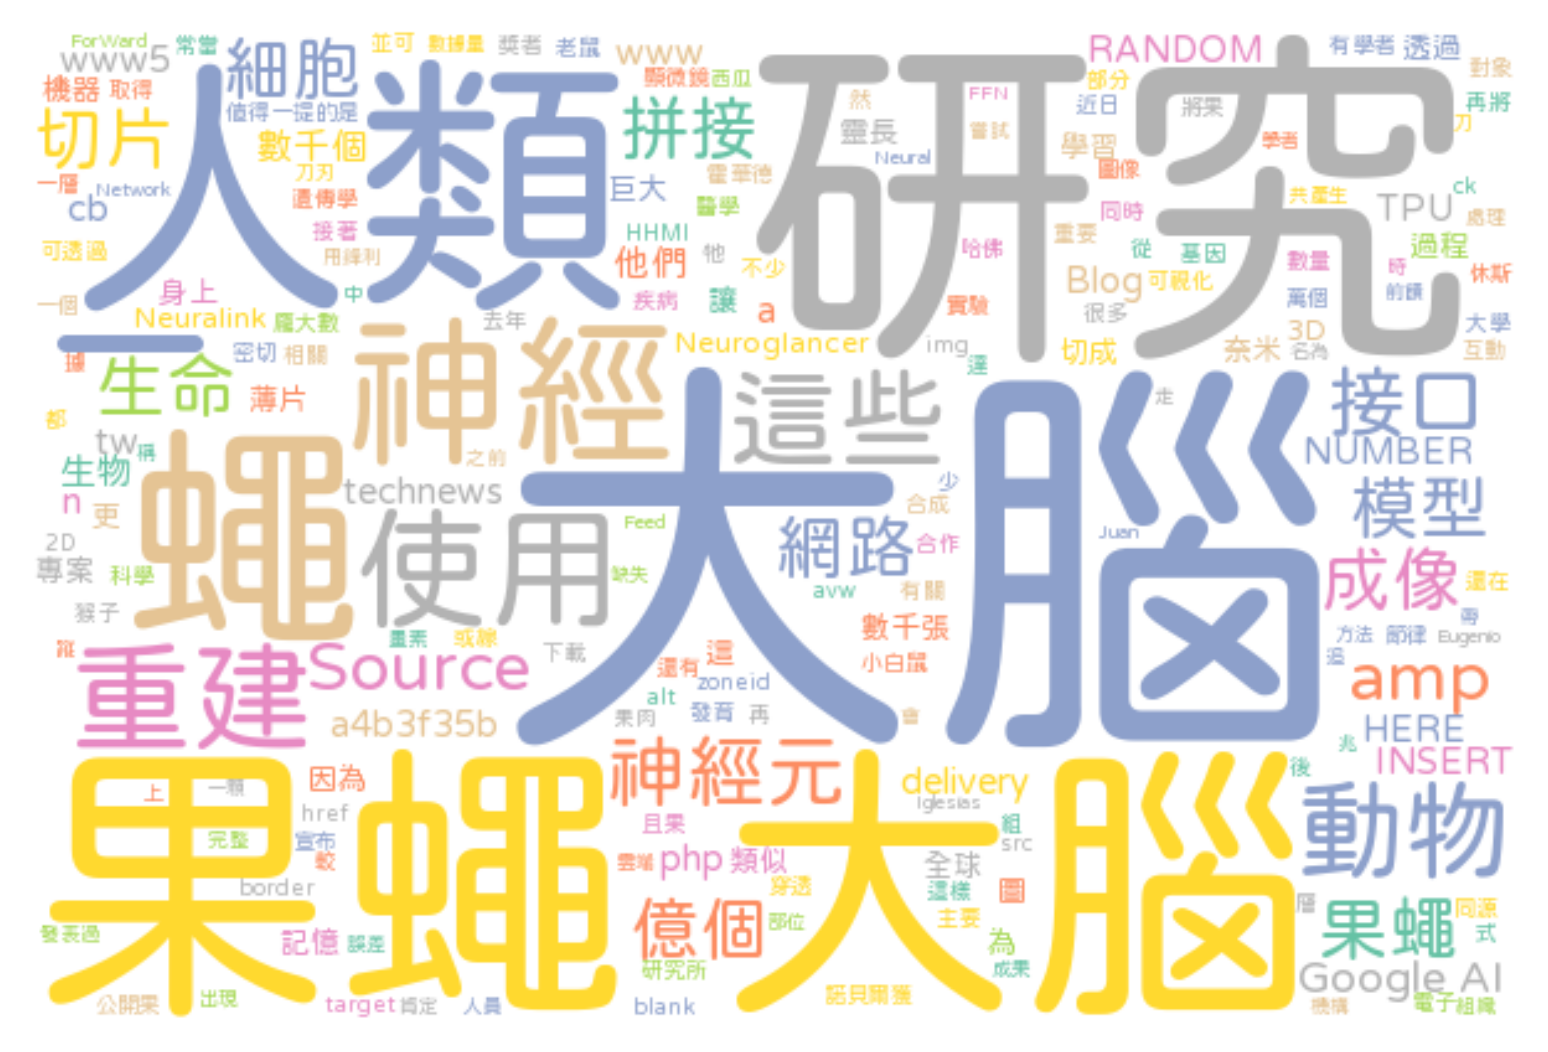 ForWard
常當
並可
數據量
獎者
老鼠
www
RANDOM
有學者
透過
www5
細胞
顯微鏡
西瓜
部分
對象
機器
取得
值得一提的是
人類
拼接
然
FFN
近日
將果
研究
再將
切片
數千個
靈長
嘗試
學習
學者
刀
刀刃
Neural
圖像
一層
Network
遺傳學
巨大
霍華德
共產生
ck
cb
醫學
同時
TPU
處理
接著
HHMI
重要
可透過
用鋒利
他們
牠
哈佛
從
基因
過程
不少
數量
時
休斯
身上
中
疾病
讓
Blog
可視化
萬個
前饋
一個
Neuralink
龐大數
去年
a
實驗
很多
3D
大學
一
據
密切
相關
神經
Neuroglancer
img
切成
奈米
名為
互動
生命
薄片
這些
達
走
接口
都
tw
稱
蠅
之前
大腦
NUMBER
生物
technews
少
n
更
合成
模型
2D
使用
Feed
網路
合作
Juan
專案
科學
缺失
avw
有關
成像
還在
猴子
數千張
帶
畫素
或線
方法
節律
Eugenio
蹤
重建
Source
下載
還有
這
小白鼠
追
amp
zoneid
alt
a4b3f35b
果肉
發育
再
會
HERE
兆
神經元
INSERT
因為
delivery
後
上
一顆
Iglesias
動物
果蠅大腦
href
且果
組
完整
宣布
src
較
雲端
php
類似
全球
border
穿透
這樣
圖
億個
主要
層
果蠅
同源
發表過
記憶
誤差
部位
為
式
研究所
成果
Google AI
公開果
出現
target
肯定
人員
blank
諾貝爾獲
機構
電子
組織